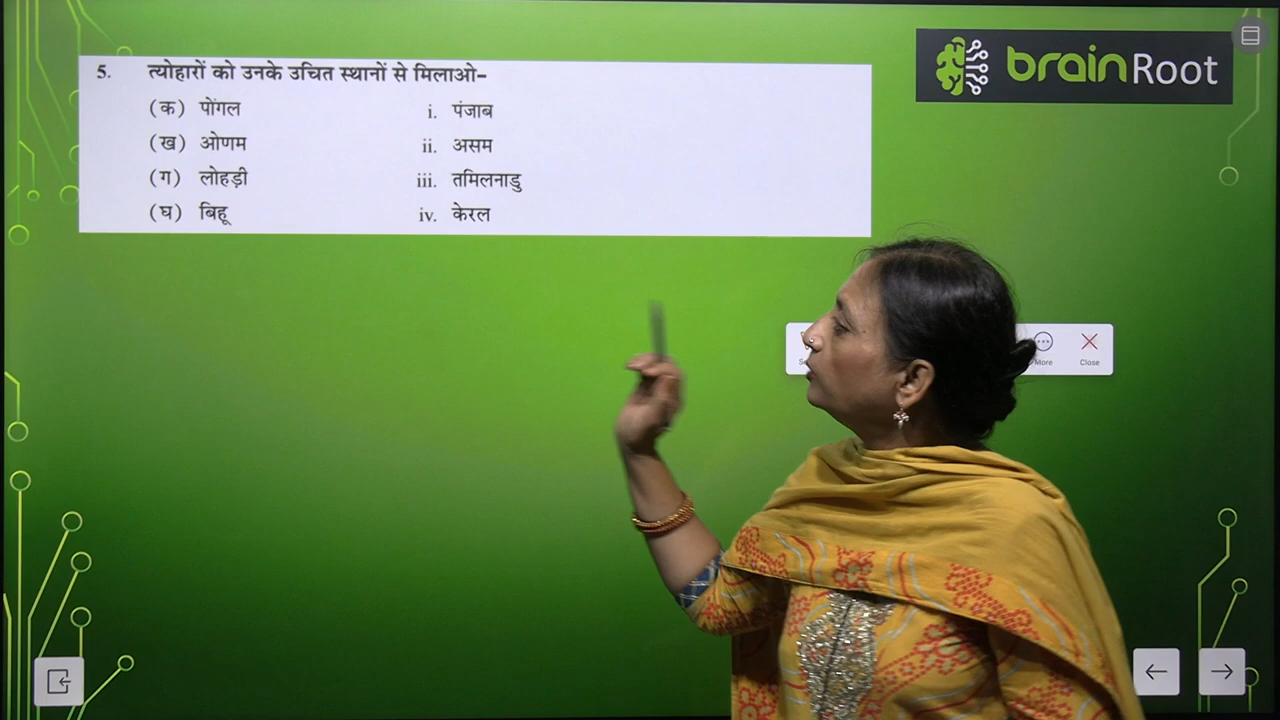 5. त्योहारों को उनके उचित स्थानों से मिलाओ-
(क) पोंगल i. पंजाब
(ख) ओणम ii. असम
(ग) लोहड़ी iii. तमिलनाडु
(घ) बिहू iv. केरल
brainRoot
More Close